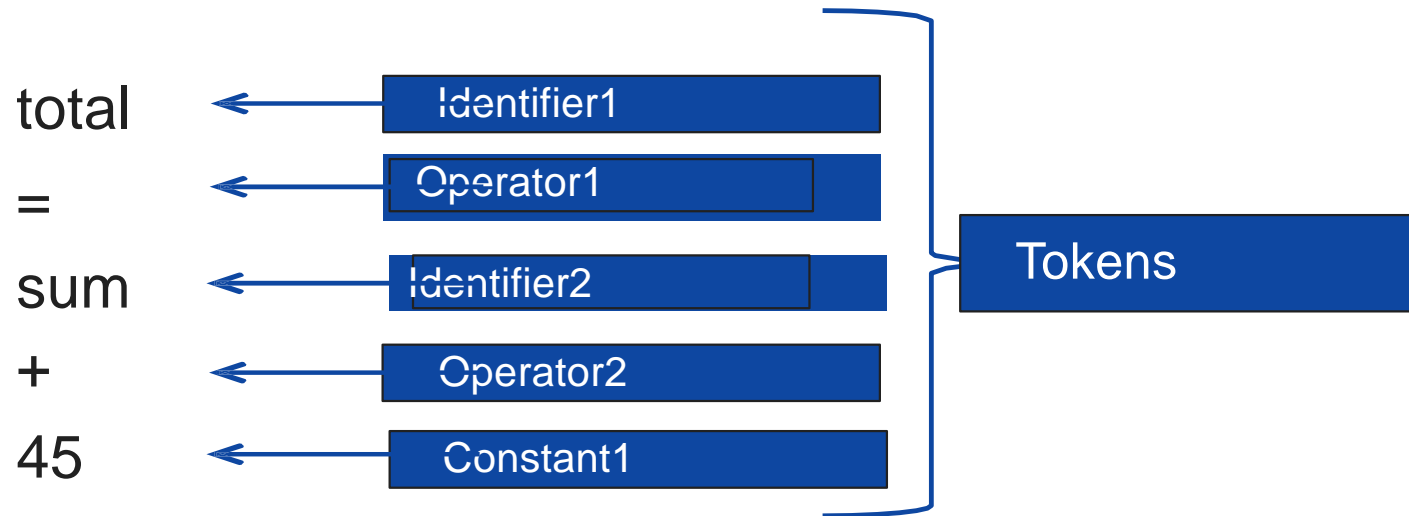 total
Identifier1
=
Operator1
sum
Identifier2
+
Operator2
45
Constant1
Tokens